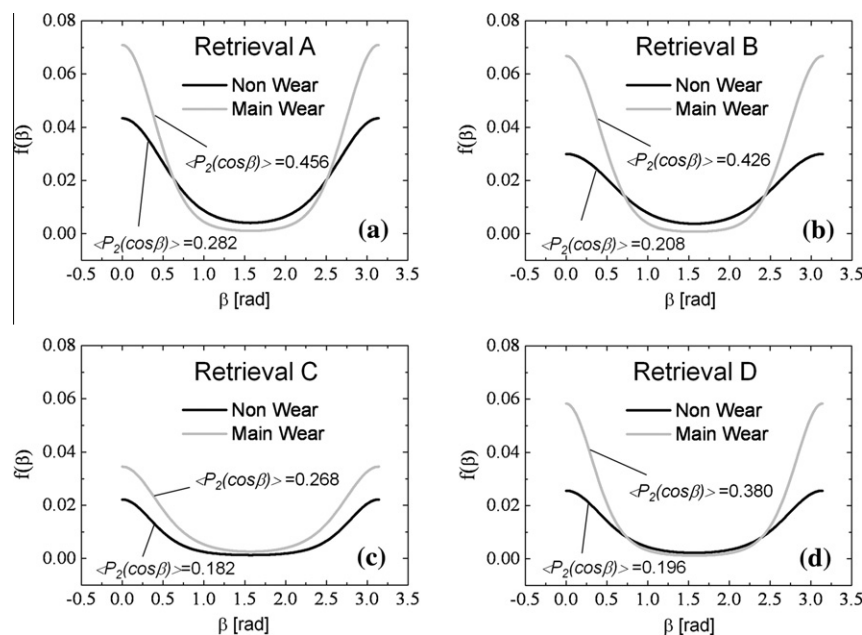 Retrieval A
Non Wear
Main Wear
<P₂(cosβ)> =0.456
<P₂(cosβ)> =0.282
(a)
0.08
0.06
0.04
0.02
0.00
f(β)
-0.5 0.0 0.5 1.0 1.5 2.0 2.5 3.0 3.5
β [rad]
Retrieval B
Non Wear
Main Wear
<P₂(cosβ)> =0.426
<P₂(cosβ)> =0.208
(b)
0.08
0.06
0.04
0.02
0.00
f(β)
-0.5 0.0 0.5 1.0 1.5 2.0 2.5 3.0 3.5
β [rad]
Retrieval C
Non Wear
Main Wear
<P₂(cosβ)> =0.268
<P₂(cosβ)>=0.182
(c)
0.08
0.06
0.04
0.02
0.00
f(β)
-0.5 0.0 0.5 1.0 1.5 2.0 2.5 3.0 3.5
β [rad]
Retrieval D
Non Wear
Main Wear
<P₂(cosβ)> =0.380
<P₂(cosβ)> =0.196
(d)
0.08
0.06
0.04
0.02
0.00
f(β)
-0.5 0.0 0.5 1.0 1.5 2.0 2.5 3.0 3.5
β [rad]